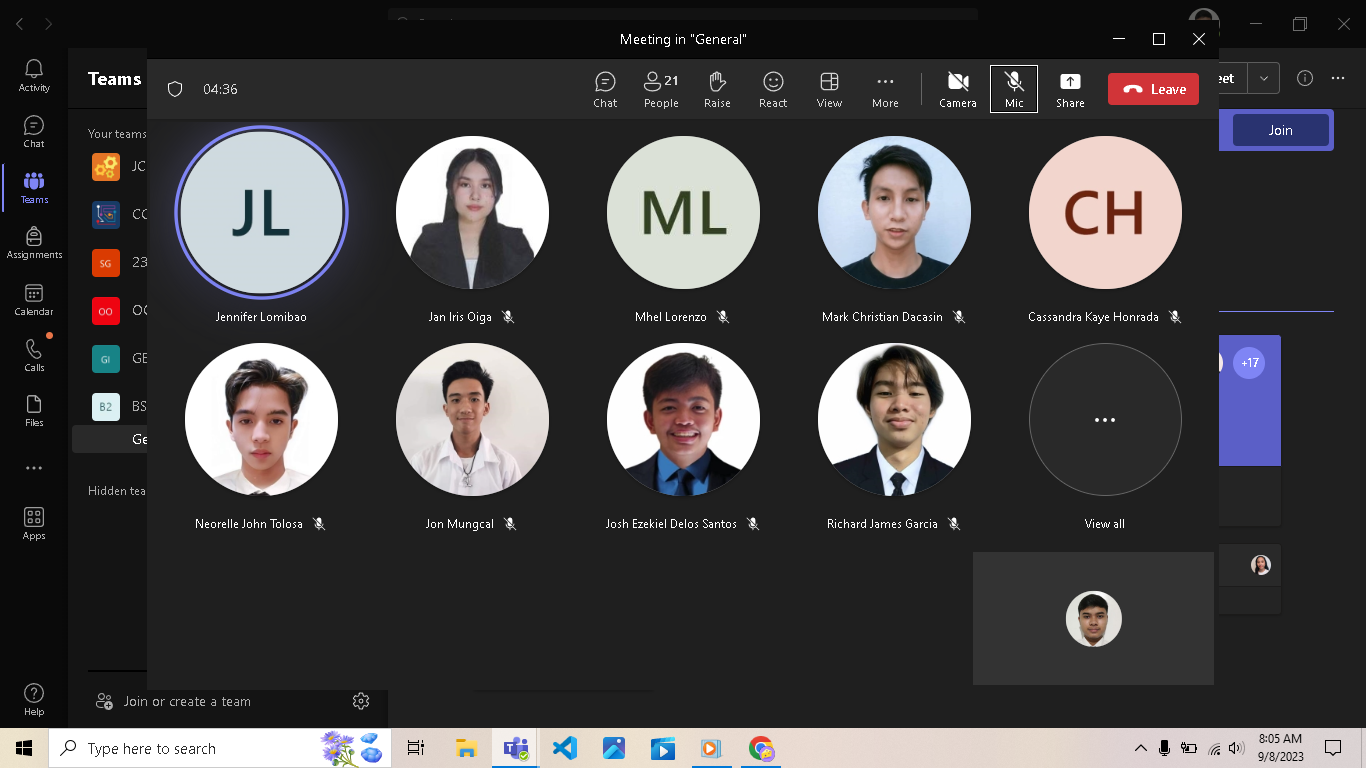 Meeting in "General"
Activity
Chat
Teams
Assignments
Calendar
Calls
Files
Apps
Help
Teams
Your teams
JC
CC
SG 23
OO
GI GE
B2 BS
Ge
Hidden tea
Join or create a team
04:36
Chat
21
People
Raise
React
View
More
Camera
Mic
Share
Leave
eet
Join
+17
JL
ML
CH
Jennifer Lomibao
Jan Iris Oiga
Mhel Lorenzo
Mark Christian Dacasin
Cassandra Kaye Honrada
Neorelle John Tolosa
Jon Mungcal
Josh Ezekiel Delos Santos
Richard James Garcia
View all
Type here to search
8:05 AM
9/8/2023